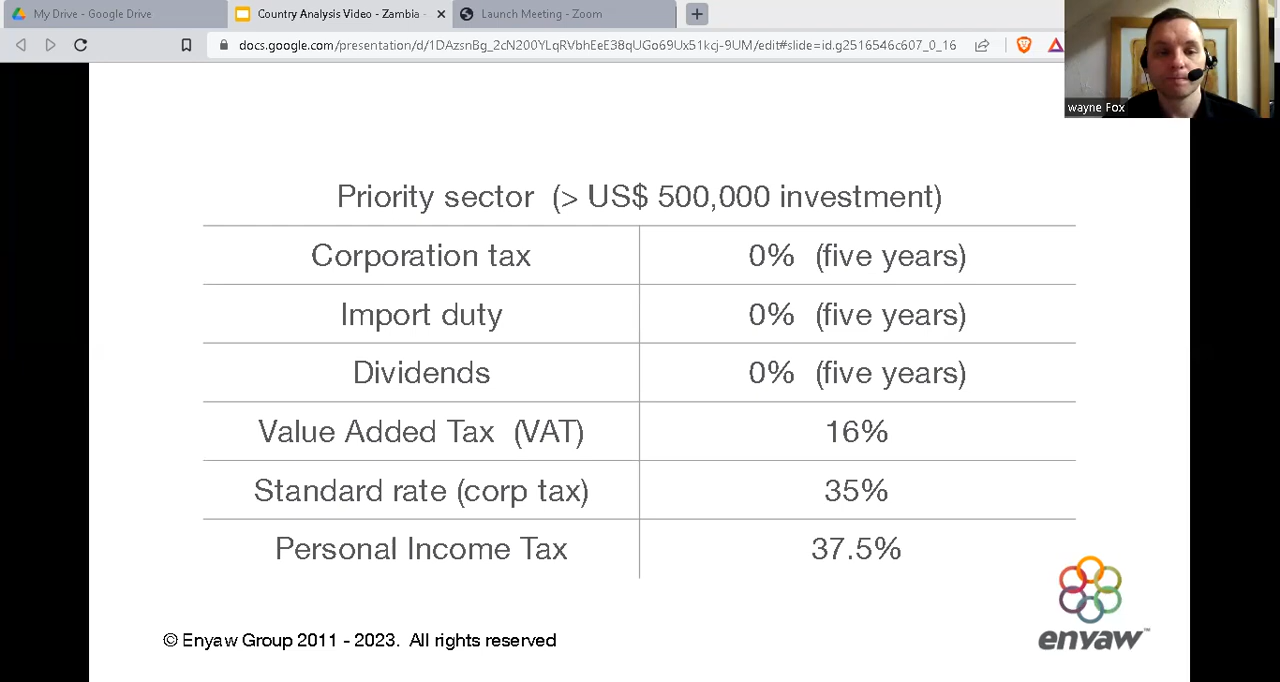 My Drive - Google Drive
Country Analysis Video - Zambia -
Launch Meeting - Zoom
docs.google.com/presentation/d/1DAzsnBg_2cN200YLqRVbhEeE38qUGo69Ux51kcj-9UM/edit#slide=id.g2516546c607_0_16
wayne Fox
Priority sector (> US$ 500,000 investment)
Corporation tax 0% (five years)
Import duty 0% (five years)
Dividends 0% (five years)
Value Added Tax (VAT) 16%
Standard rate (corp tax) 35%
Personal Income Tax 37.5%
© Enyaw Group 2011 - 2023. All rights reserved
enyaw™